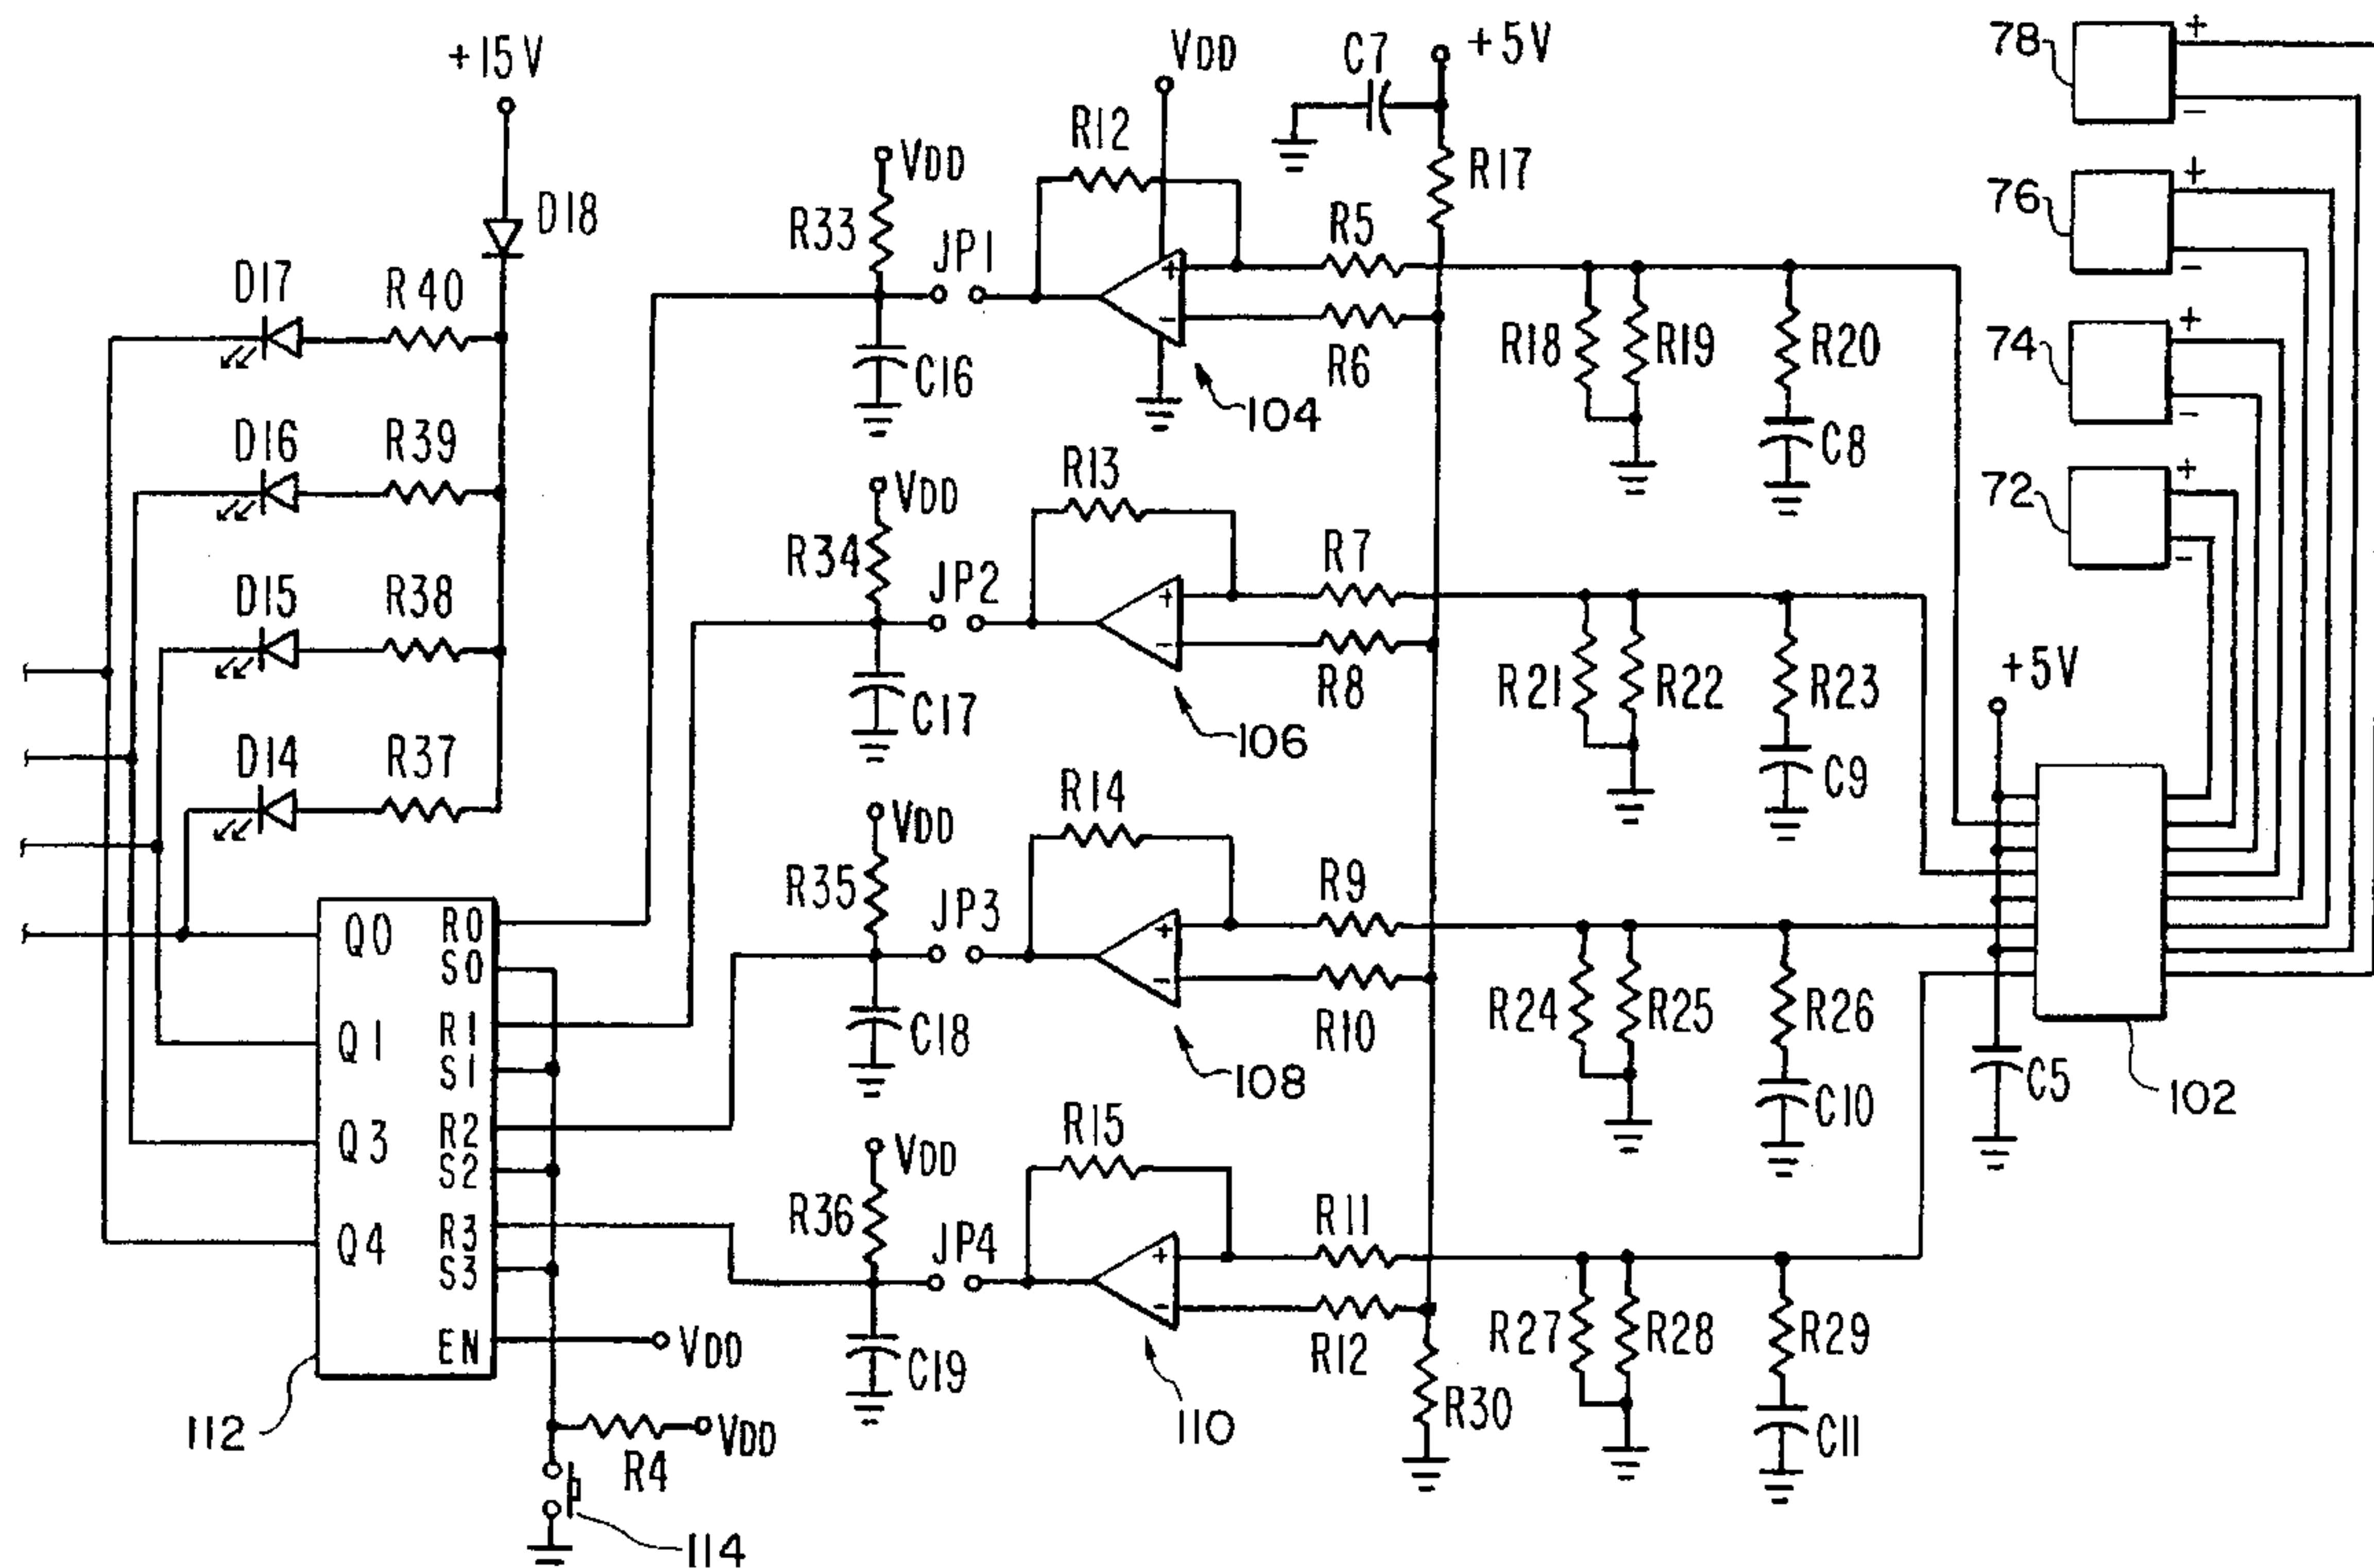 +15V
D18
D17 R40
D16 R39
D15 R38
D14 R37
Q0
Q1
Q3
Q4
R0
S0
R1
S1
R2
S2
R3
S3
EN
VDD
112
R4
VDD
114
VDD
R33
JP1
C16
VDD
R34
JP2
C17
VDD
R35
JP3
C18
VDD
R36
JP4
C19
VDD
R12
+
-
104
R13
+
-
106
R14
+
-
108
R15
+
-
110
C7
+5V
R17
R5
R6
R7
R8
R9
R10
R11
R12
R30
R18 R19 R20
C8
R21 R22 R23
C9
R24 R25 R26
C10
R27 R28 R29
C11
78
+
-
76
+
-
74
+
-
72
+
-
+5V
C5
102